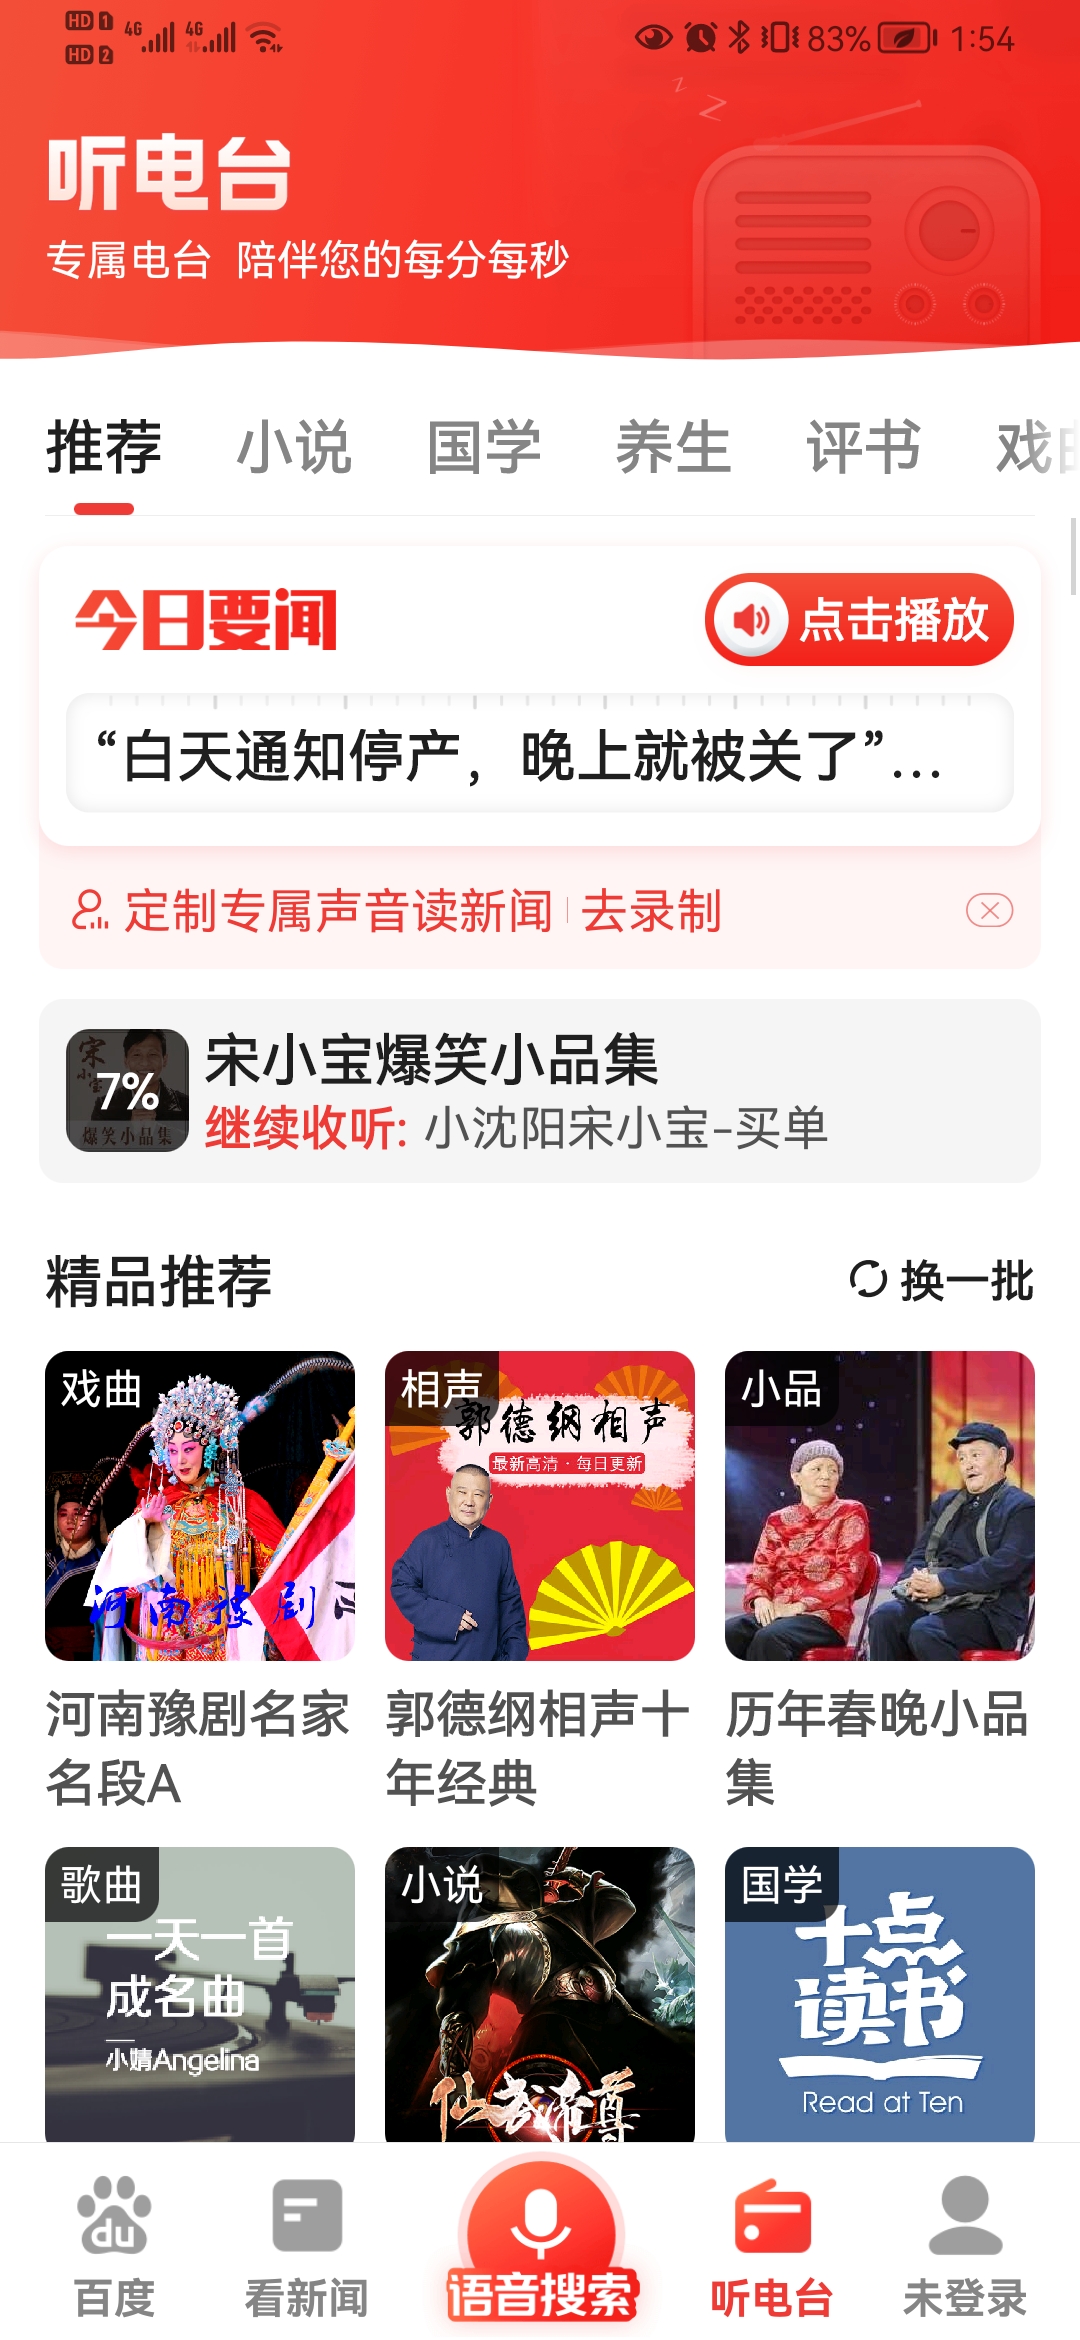 HD 1 4G 4G 83% 1:54
HD 2
听电台
专属电台 陪伴您的每分每秒
推荐 小说 国学 养生 评书 戏曲
今日要闻 点击播放
“白天通知停产，晚上就被关了”...
定制专属声音读新闻 去录制
宋小宝爆笑小品集
7%
爆笑小品集
继续收听: 小沈阳宋小宝-买单
精品推荐 换一批
戏曲
河南豫剧
相声
郭德纲相声
最新高清·每日更新
小品
河南豫剧名家
名段A
郭德纲相声十
年经典
历年春晚小品
集
歌曲
一天一首
成名曲
小婧Angelina
小说
仙武帝尊
国学
十点
读书
Read at Ten
du
百度 看新闻 语音搜索 听电台 未登录